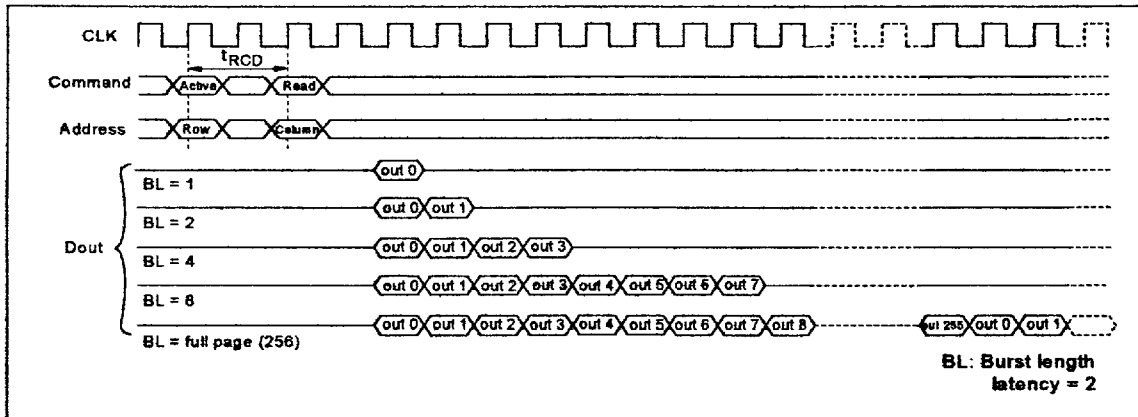 CLK
tRCD
Command Active Read
Address Row Column
Dout
out 0
BL = 1
out 0 out 1
BL = 2
out 0 out 1 out 2 out 3
BL = 4
out 0 out 1 out 2 out 3 out 4 out 5 out 6 out 7
BL = 8
out 0 out 1 out 2 out 3 out 4 out 5 out 6 out 7 out 8 out 255 out 0 out 1
BL = full page (256)
BL: Burst length
latency = 2